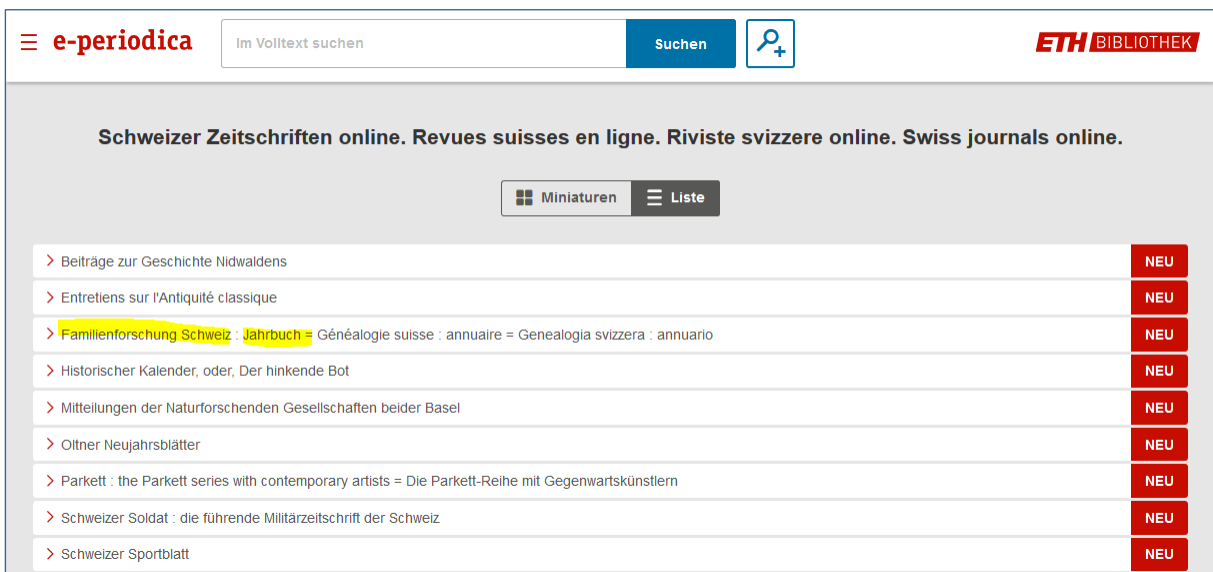 e-periodica
Im Volltext suchen
Suchen
ETH BIBLIOTHEK
Schweizer Zeitschriften online. Revues suisses en ligne. Riviste svizzere online. Swiss journals online.
Miniaturen
Liste
Beiträge zur Geschichte Nidwaldens NEU
Entretiens sur l'Antiquité classique NEU
Familienforschung Schweiz : Jahrbuch = Généalogie suisse : annuaire = Genealogia svizzera : annuario NEU
Historischer Kalender, oder, Der hinkende Bot NEU
Mitteilungen der Naturforschenden Gesellschaften beider Basel NEU
Oltner Neujahrsblätter NEU
Parkett : the Parkett series with contemporary artists = Die Parkett-Reihe mit Gegenwartskünstlern NEU
Schweizer Soldat : die führende Militärzeitschrift der Schweiz NEU
Schweizer Sportblatt NEU